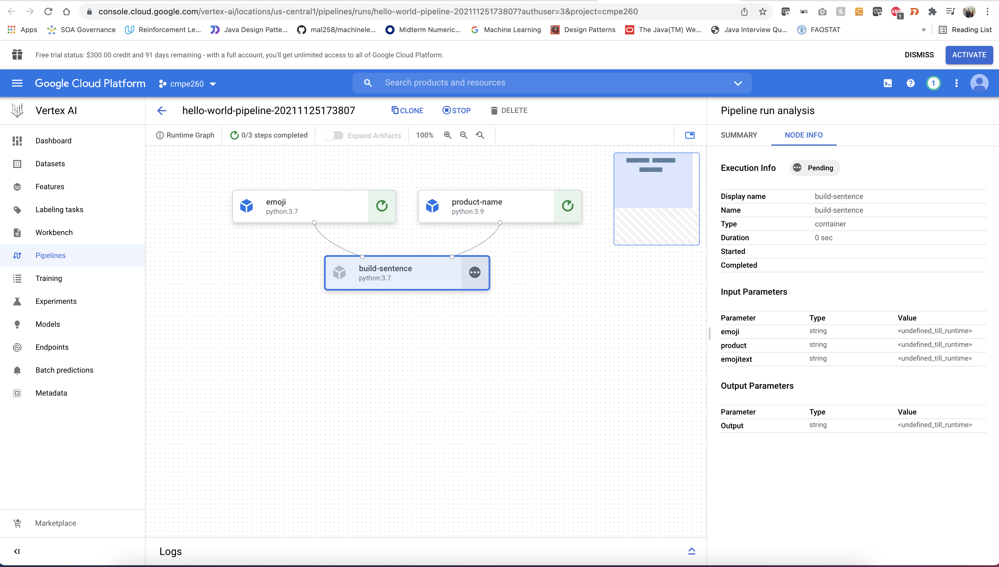 console.cloud.google.com/vertex-ai/locations/us-central1/pipelines/runs/hello-world-pipeline-20211125173807?authuser=3&project=cmpe260
ABP
1
Apps
SOA Governance
Reinforcement Le...
Java Design Patte...
mal258/machinele...
Midterm Numeric...
Machine Learning
Design Patterns
The Java(TM) We...
Java Interview Qu...
FAOSTAT
»
Reading List
Free trial status: $300.00 credit and 91 days remaining - with a full account, you'll get unlimited access to all of Google Cloud Platform.
DISMISS
ACTIVATE
Google Cloud Platform
cmpe260
Search products and resources
1
Vertex AI
Dashboard
Datasets
Features
Labeling tasks
Workbench
Pipelines
Training
Experiments
Models
Endpoints
Batch predictions
Metadata
Marketplace
hello-world-pipeline-20211125173807
CLONE
STOP
DELETE
Runtime Graph
0/3 steps completed
Expand Artifacts
100%
emoji
python:3.7
product-name
python:3.9
build-sentence
python:3.7
Logs
Pipeline run analysis
SUMMARY
NODE INFO
Execution Info
Pending
Display name build-sentence
Name build-sentence
Type container
Duration 0 sec
Started
Completed
Input Parameters
Parameter Type Value
emoji string <undefined_till_runtime>
product string <undefined_till_runtime>
emojitext string <undefined_till_runtime>
Output Parameters
Parameter Type Value
Output string <undefined_till_runtime>